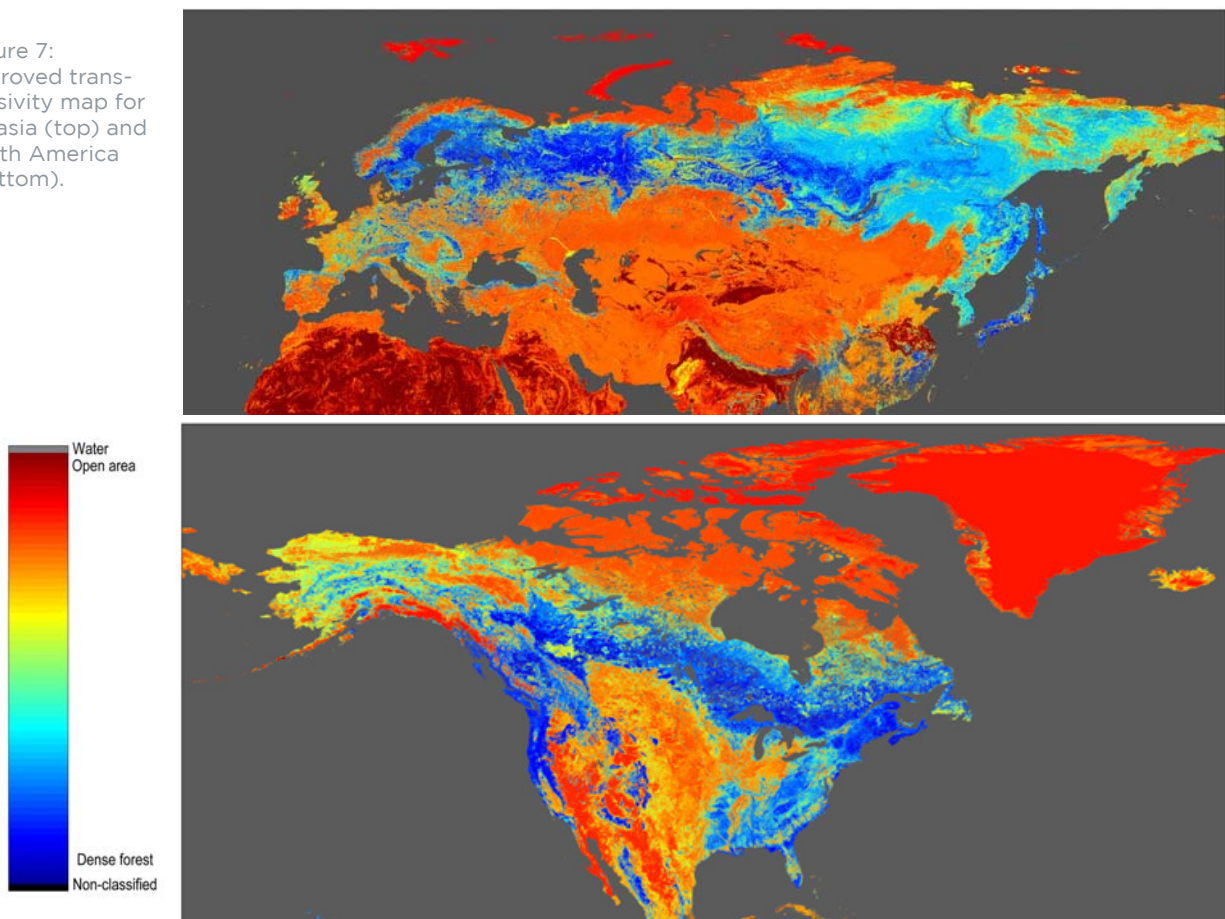 ure 7:
roved trans-
sivity map for
asia (top) and
th America
ttom).
Water
Open area
Dense forest
Non-classified